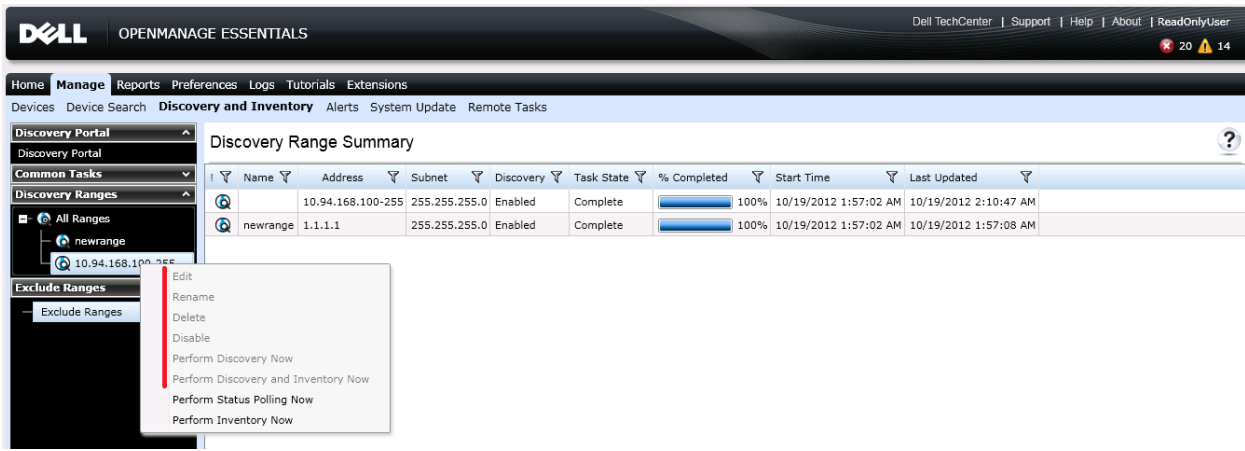 Dell TechCenter | Support | Help | About | ReadOnlyUser
DELL OPENMANAGE ESSENTIALS
20 14
Home Manage Reports Preferences Logs Tutorials Extensions
Devices Device Search Discovery and Inventory Alerts System Update Remote Tasks
Discovery Portal
Discovery Portal
Common Tasks
Discovery Ranges
All Ranges
newrange
10.94.168.100-255
Exclude Ranges
Exclude Ranges
Discovery Range Summary
?
! Name Address Subnet Discovery Task State % Completed Start Time Last Updated
10.94.168.100-255 255.255.255.0 Enabled Complete 100% 10/19/2012 1:57:02 AM 10/19/2012 2:10:47 AM
newrange 1.1.1.1 255.255.255.0 Enabled Complete 100% 10/19/2012 1:57:02 AM 10/19/2012 1:57:08 AM
Edit
Rename
Delete
Disable
Perform Discovery Now
Perform Discovery and Inventory Now
Perform Status Polling Now
Perform Inventory Now